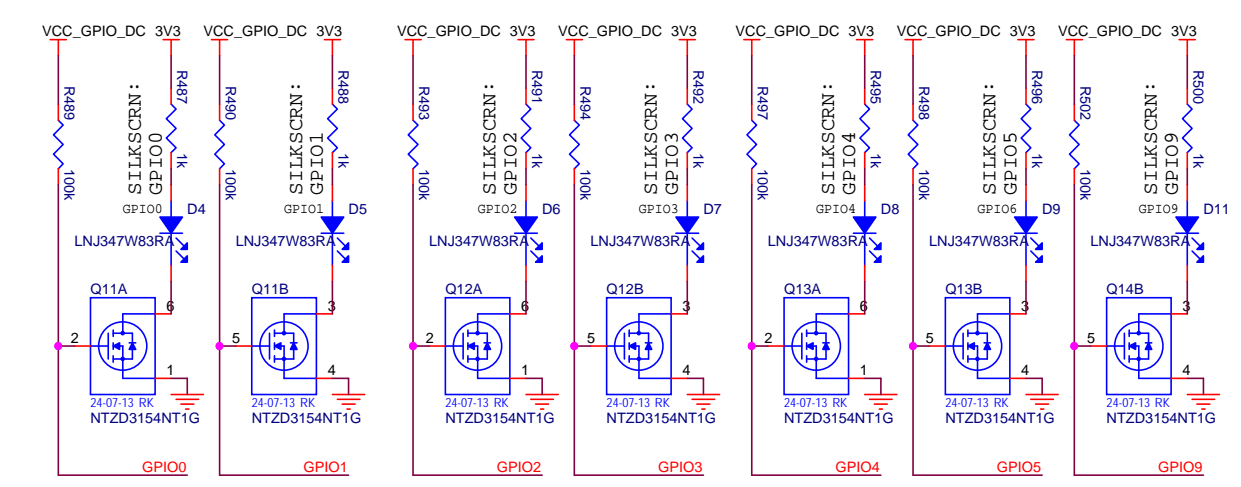 VCC_GPIO_DC 3V3 VCC_GPIO_DC 3V3 VCC_GPIO_DC 3V3 VCC_GPIO_DC 3V3 VCC_GPIO_DC 3V3 VCC_GPIO_DC 3V3 VCC_GPIO_DC 3V3
R489
100k
SILKSCRN:
GPIO0
R487
1k
R490
100k
SILKSCRN:
GPIO1
R488
1k
R493
100k
SILKSCRN:
GPIO2
R491
1k
R494
100k
SILKSCRN:
GPIO3
R492
1k
R497
100k
SILKSCRN:
GPIO4
R495
1k
R498
100k
SILKSCRN:
GPIO5
R496
1k
R502
100k
SILKSCRN:
GPIO9
R500
1k
GPIO0 D4 GPIO1 D5 GPIO2 D6 GPIO3 D7 GPIO4 D8 GPIO6 D9 GPIO9 D11
LNJ347W83RA LNJ347W83RA LNJ347W83RA LNJ347W83RA LNJ347W83RA LNJ347W83RA LNJ347W83RA
Q11A Q11B Q12A Q12B Q13A Q13B Q14B
6 3 6 3 6 3 3
2 5 2 5 2 5 5
1 4 1 4 1 4 4
24-07-13 RK 24-07-13 RK 24-07-13 RK 24-07-13 RK 24-07-13 RK 24-07-13 RK 24-07-13 RK
NTZD3154NT1G NTZD3154NT1G NTZD3154NT1G NTZD3154NT1G NTZD3154NT1G NTZD3154NT1G NTZD3154NT1G
GPIO0 GPIO1 GPIO2 GPIO3 GPIO4 GPIO5 GPIO9